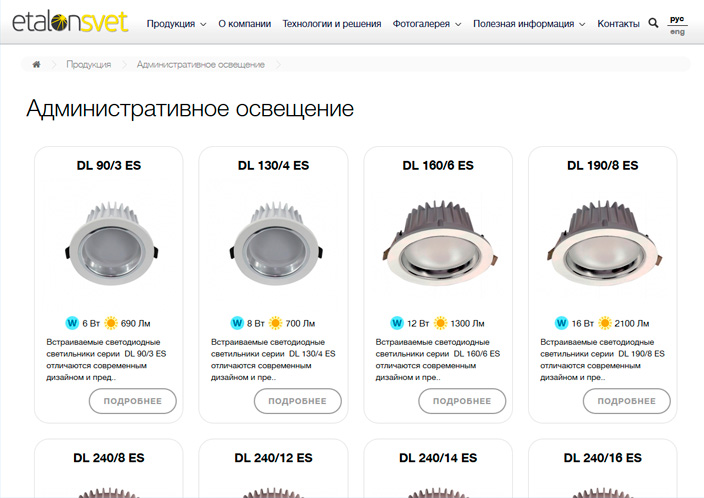 etalonsvet
Продукция О компании Технологии и решения Фотогалерея Полезная информация Контакты рус
eng
Продукция Административное освещение
Административное освещение
DL 90/3 ES DL 130/4 ES DL 160/6 ES DL 190/8 ES
W 6 Вт 690 Лм W 8 Вт 700 Лм W 12 Вт 1300 Лм W 16 Вт 2100 Лм
Встраиваемые светодиодные
светильники серии DL 90/3 ES
отличаются современным
дизайном и пред..
ПОДРОБНЕЕ
Встраиваемые светодиодные
светильники серии DL 130/4 ES
отличаются современным
дизайном и пре..
ПОДРОБНЕЕ
Встраиваемые светодиодные
светильники серии DL 160/6 ES
отличаются современным
дизайном и пре..
ПОДРОБНЕЕ
Встраиваемые светодиодные
светильники серии DL 190/8 ES
отличаются современным
дизайном и пре..
ПОДРОБНЕЕ
DL 240/8 ES DL 240/12 ES DL 240/14 ES DL 240/16 ES